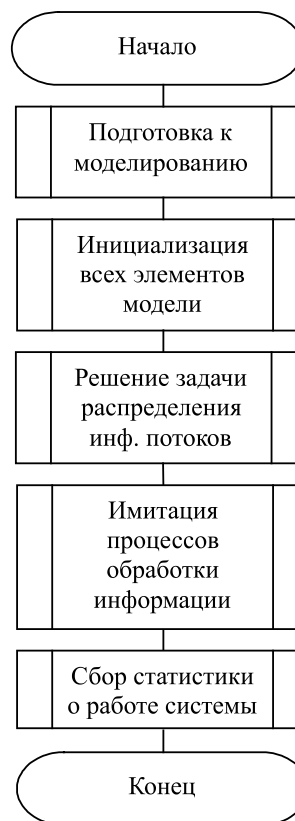 Начало
Подготовка к
моделированию
Инициализация
всех элементов
модели
Решение задачи
распределения
инф. потоков
Имитация
процессов
обработки
информации
Сбор статистики
о работе системы
Конец